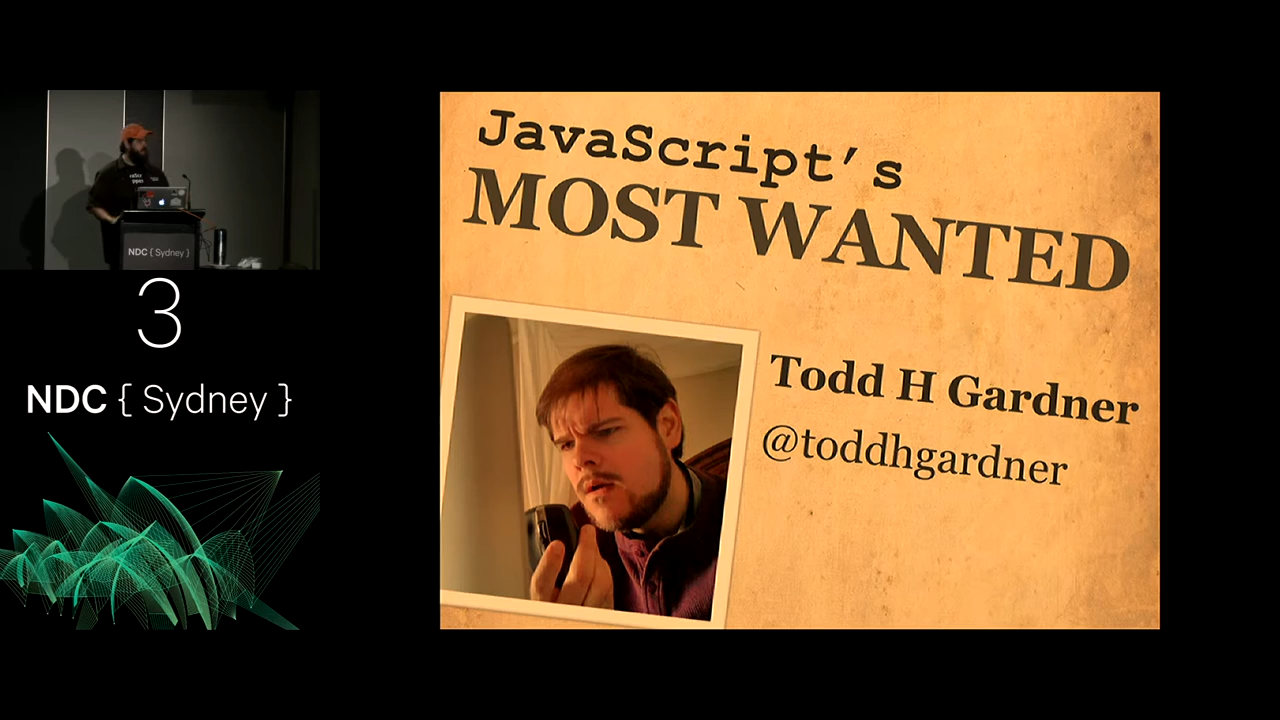 NDC { Sydney }
3
NDC { Sydney }
JavaScript's
MOST WANTED
Todd H Gardner
@toddhgardner